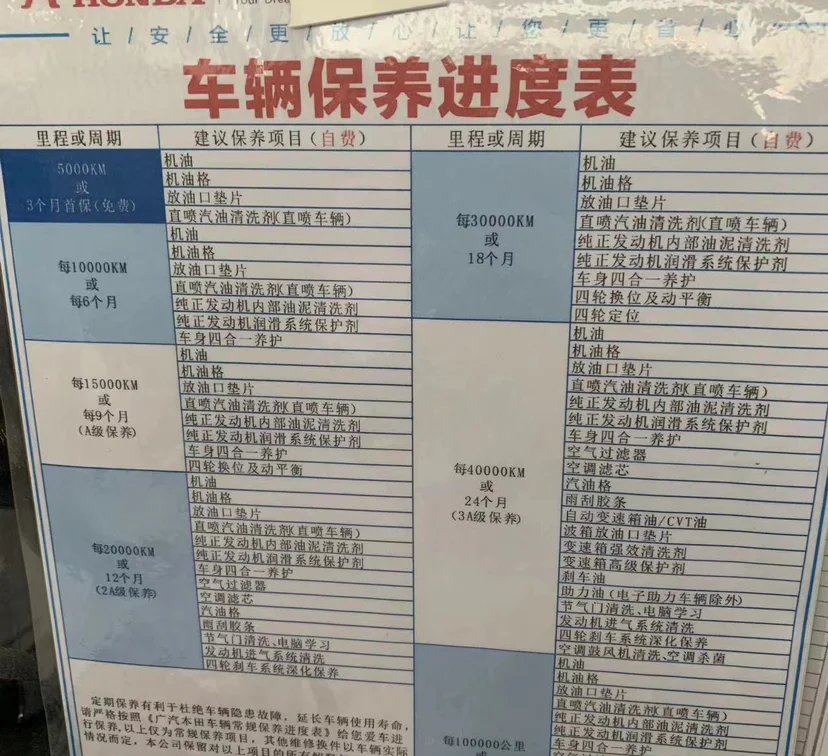 HONDA
Your Drea
让/安/全/更/放/心/让/您/更/省/心
车辆保养进度表
里程或周期
建议保养项目(自费)
5000KM
或
3个月首保(免费)
机油
机油格
放油口垫片
直喷汽油清洗剂(直喷车辆)
每10000KM
或
每6个月
机油
机油格
放油口垫片
直喷汽油清洗剂(直喷车辆)
纯正发动机内部油泥清洗剂
纯正发动机润滑系统保护剂
车身四合一养护
每15000KM
或
每9个月
(A级保养)
机油
机油格
放油口垫片
直喷汽油清洗剂(直喷车辆)
纯正发动机内部油泥清洗剂
纯正发动机润滑系统保护剂
车身四合一养护
四轮换位及动平衡
每20000KM
或
12个月
(2A级保养)
机油
机油格
放油口垫片
直喷汽油清洗剂(直喷车辆)
纯正发动机内部油泥清洗剂
纯正发动机润滑系统保护剂
车身四合一养护
空气过滤器
空调滤芯
汽油格
雨刮胶条
节气门清洗、电脑学习
发动机进气系统清洗
四轮刹车系统深化保养
定期保养有利于杜绝车辆隐患故障，延长车辆使用寿命，
请严格按照《广汽本田车辆常规保养进度表》给您爱车进
行保养，以上仅为常规保养项目，其他维修换件以车辆实际
情况而定，本公司保留对以上项目的所有
里程或周期
建议保养项目(自费)
每30000KM
或
18个月
机油
机油格
放油口垫片
直喷汽油清洗剂(直喷车辆)
纯正发动机内部油泥清洗剂
纯正发动机润滑系统保护剂
车身四合一养护
四轮换位及动平衡
四轮定位
每40000KM
或
24个月
(3A级保养)
机油
机油格
放油口垫片
直喷汽油清洗剂(直喷车辆)
纯正发动机内部油泥清洗剂
纯正发动机润滑系统保护剂
车身四合一养护
空气过滤器
空调滤芯
汽油格
雨刮胶条
自动变速箱油/CVT油
波箱放油口垫片
变速箱强效清洗剂
变速箱高级保护剂
刹车油
助力油(电子助力车辆除外)
节气门清洗、电脑学习
发动机进气系统清洗
四轮刹车系统深化保养
空调鼓风机清洗、空调杀菌
每100000公里
或
机油
机油格
放油口垫片
直喷汽油清洗剂(直喷车辆)
纯正发动机内部油泥清洗剂
纯正发动机润滑系统保护剂
车身四合一养护